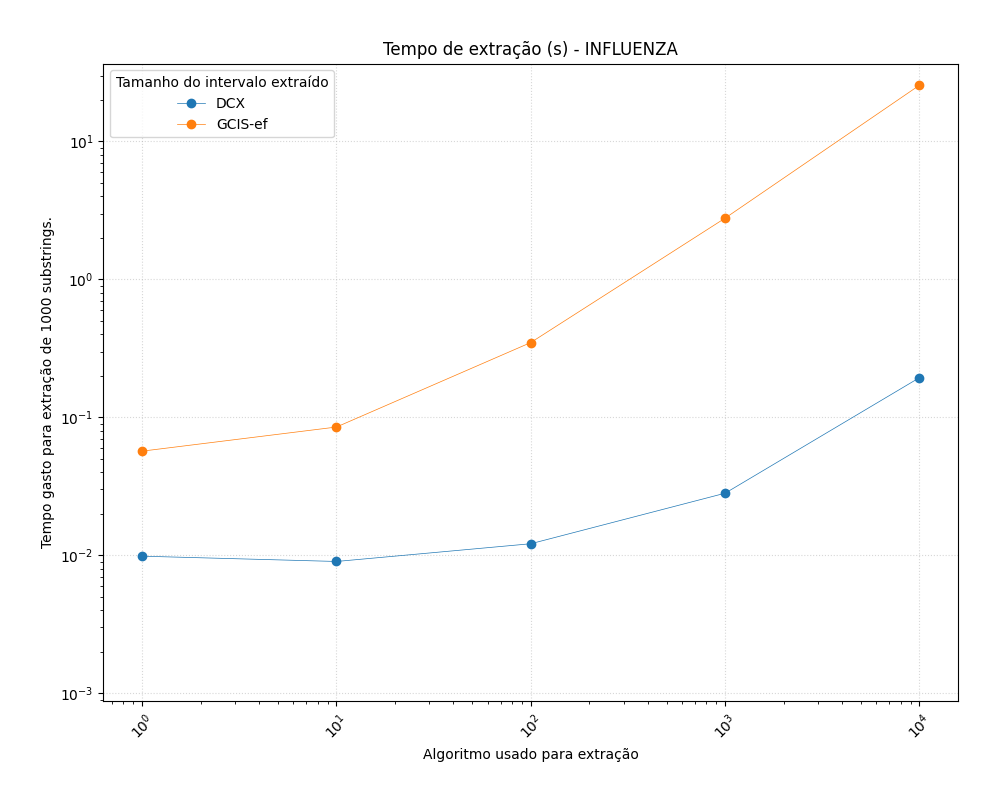 Tempo de extração (s) - INFLUENZA
Tamanho do intervalo extraído
DCX
GCIS-ef
Tempo gasto para extração de 1000 substrings.
10¹
10⁰
10⁻¹
10⁻²
10⁻³
10⁰ 10¹ 10² 10³ 10⁴
Algoritmo usado para extração